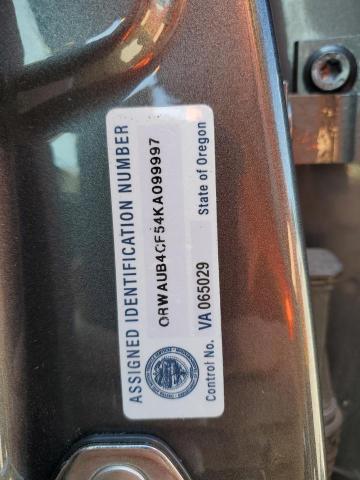 ASSIGNED IDENTIFICATION NUMBER
ORWAUB4CF54KA099997
Control No. VA 065029 State of Oregon